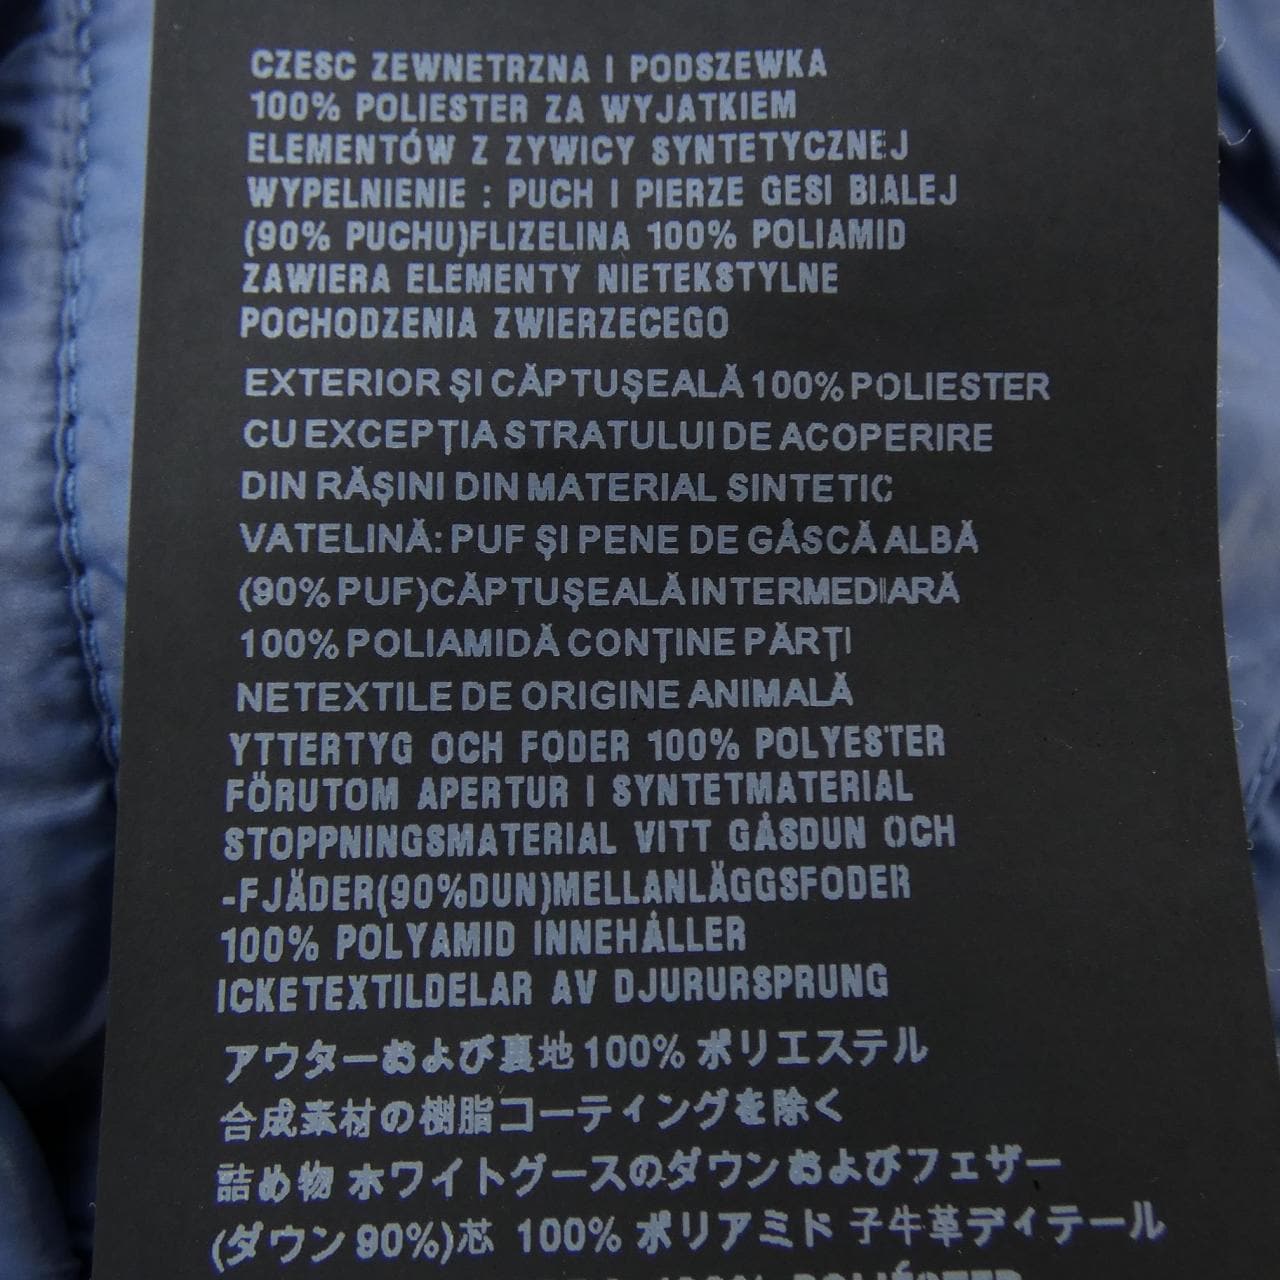 CZESC ZEWNETRZNA I PODSZEWKA
100% POLIESTER ZA WYJATKIEM
ELEMENTÓW Z ZYWICY SYNTETYCZNEJ
WYPELNIENIE : PUCH I PIERZE GESI BIALEJ
(90% PUCHU)FLIZELINA 100% POLIAMID
ZAWIERA ELEMENTY NIETEKSTYLNE
POCHODZENIA ZWIERZECEGO
EXTERIOR ŞI CĂPTUŞEALĂ 100% POLIESTER
CU EXCEPŢIA STRATULUI DE ACOPERIRE
DIN RĂŞINI DIN MATERIAL SINTETIC
VATELINĂ: PUF ŞI PENE DE GÂSCĂ ALBĂ
(90% PUF)CĂPTUŞEALĂ INTERMEDIARĂ
100% POLIAMIDĂ CONŢINE PĂRŢI
NETEXTILE DE ORIGINE ANIMALĂ
YTTERTYG OCH FODER 100% POLYESTER
FÖRUTOM APERTUR I SYNTETMATERIAL
STOPPNINGSMATERIAL VITT GÅSDUN OCH
-FJÄDER(90%DUN)MELLANLÄGGSFODER
100% POLYAMID INNEHÅLLER
ICKETEXTILDELAR AV DJURURSPRUNG
アウターおよび裏地 100% ポリエステル
合成素材の樹脂コーティングを除く
詰め物 ホワイトグースのダウンおよびフェザー
(ダウン 90%)芯 100% ポリアミド 子牛革ディテール
100% POLIÉSTER